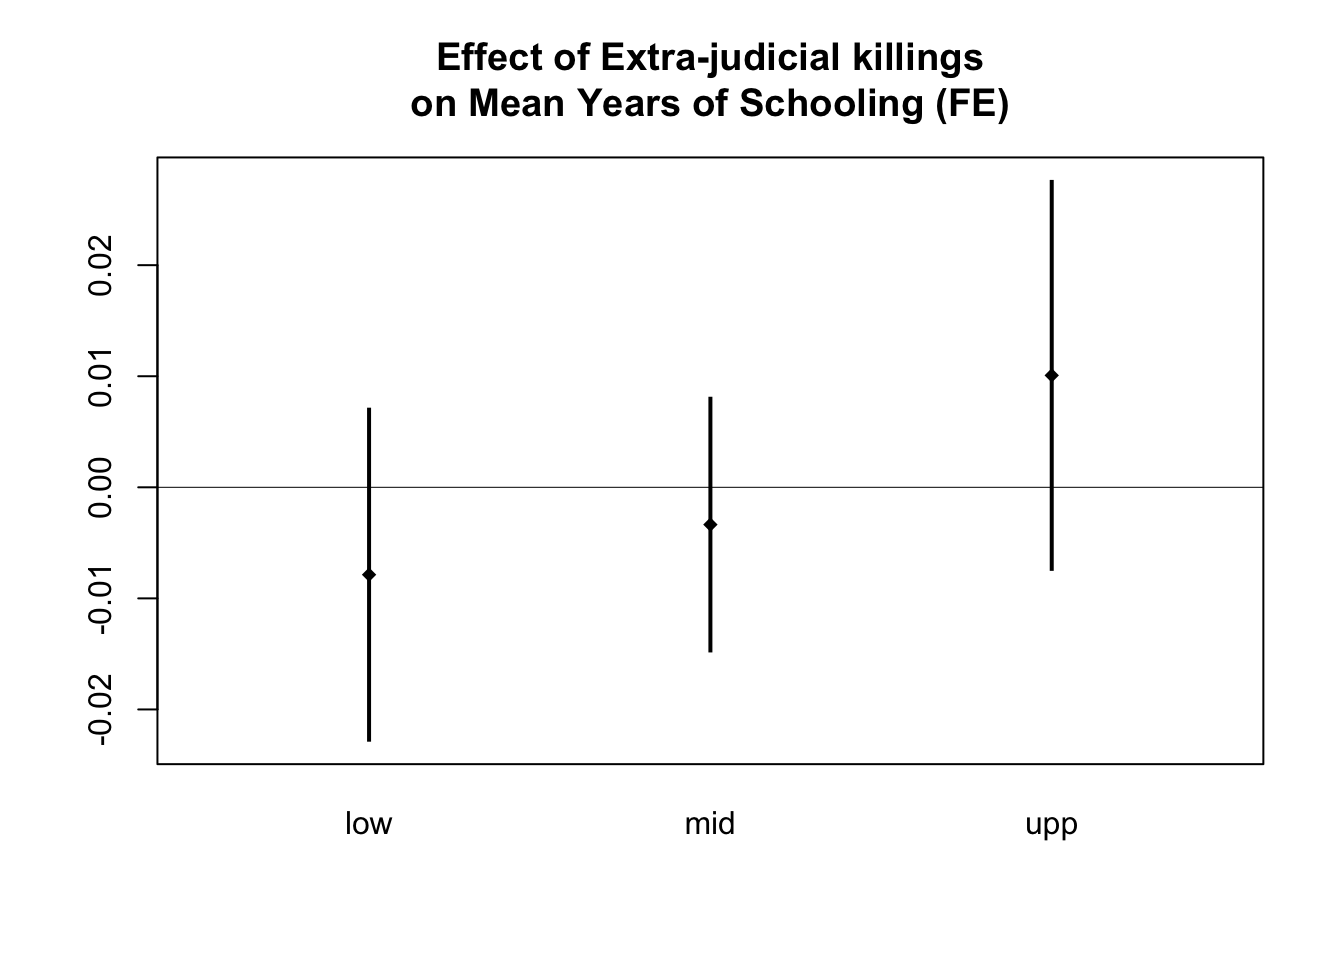 Effect of Extra-judicial killings
on Mean Years of Schooling (FE)
0.02
0.01
0.00
-0.01
-0.02
low mid upp